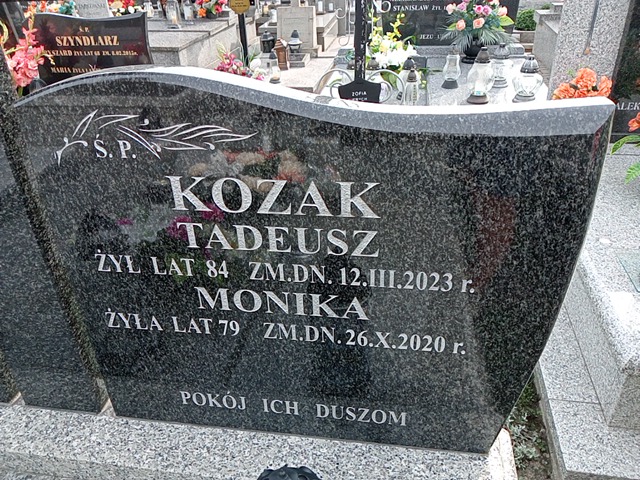 Ś. P.
KOZAK
TADEUSZ
ŻYŁ LAT 84 ZM.DN. 12.III.2023 r.
MONIKA
ŻYŁA LAT 79 ZM.DN. 26.X.2020 r.
POKÓJ ICH DUSZOM
Ś. P.
SZYNDLARZ
MARIA
STANISŁAW
ZOFIA